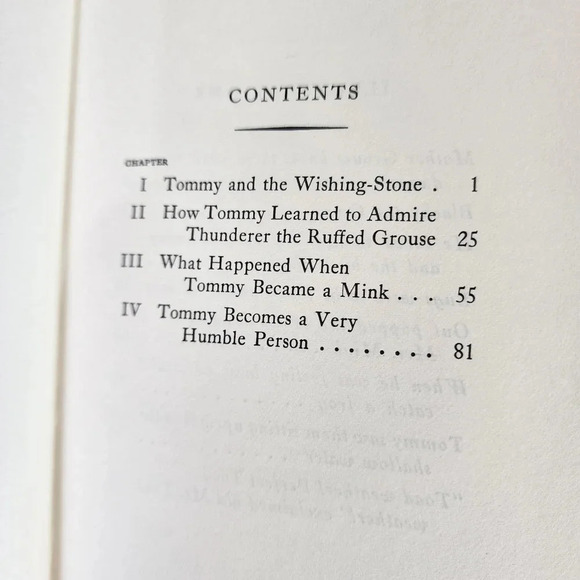 CONTENTS
CHAPTER
I Tommy and the Wishing-Stone . 1
II How Tommy Learned to Admire
Thunderer the Ruffed Grouse 25
III What Happened When
Tommy Became a Mink . . . 55
IV Tommy Becomes a Very
Humble Person . . . . . . . . 81